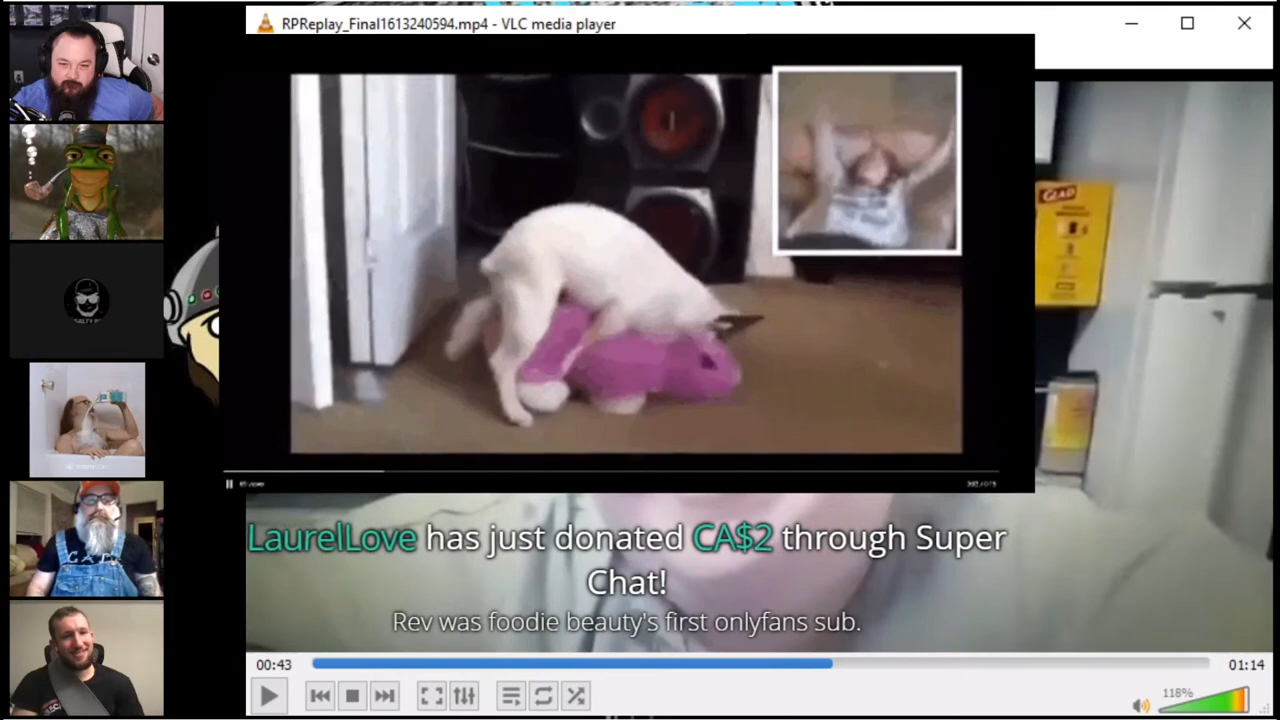 RPReplay_Final1613240594.mp4 - VLC media player
GLAD
LaurelLove has just donated CA$2 through Super
Chat!
Rev was foodie beauty's first onlyfans sub.
00:43
01:14
118%